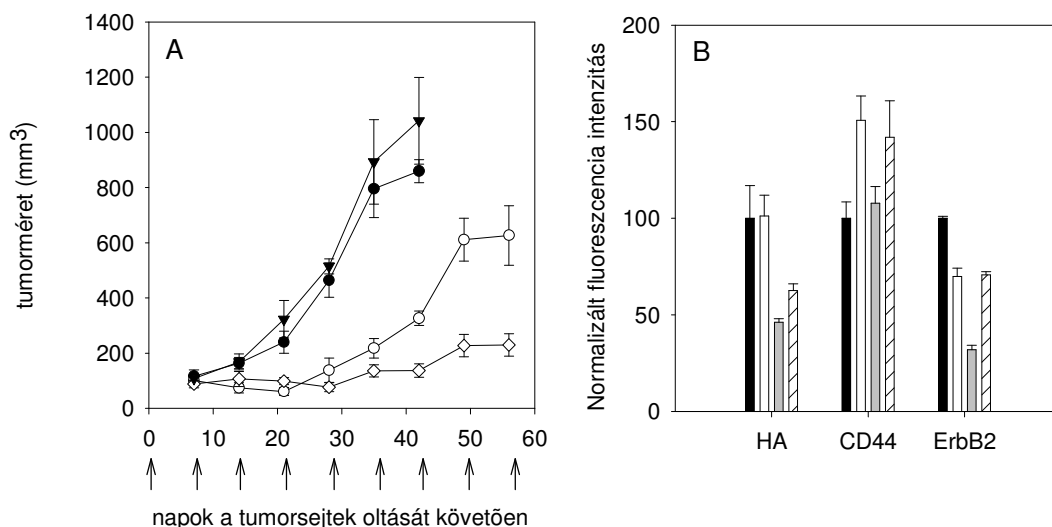 A
tumorméret (mm3)
1400
1200
1000
800
600
400
200
0
0 10 20 30 40 50 60
napok a tumorsejtek oltását követõen
B
Normalizált fluoreszcencia intenzitás
200
150
100
50
0
HA CD44 ErbB2